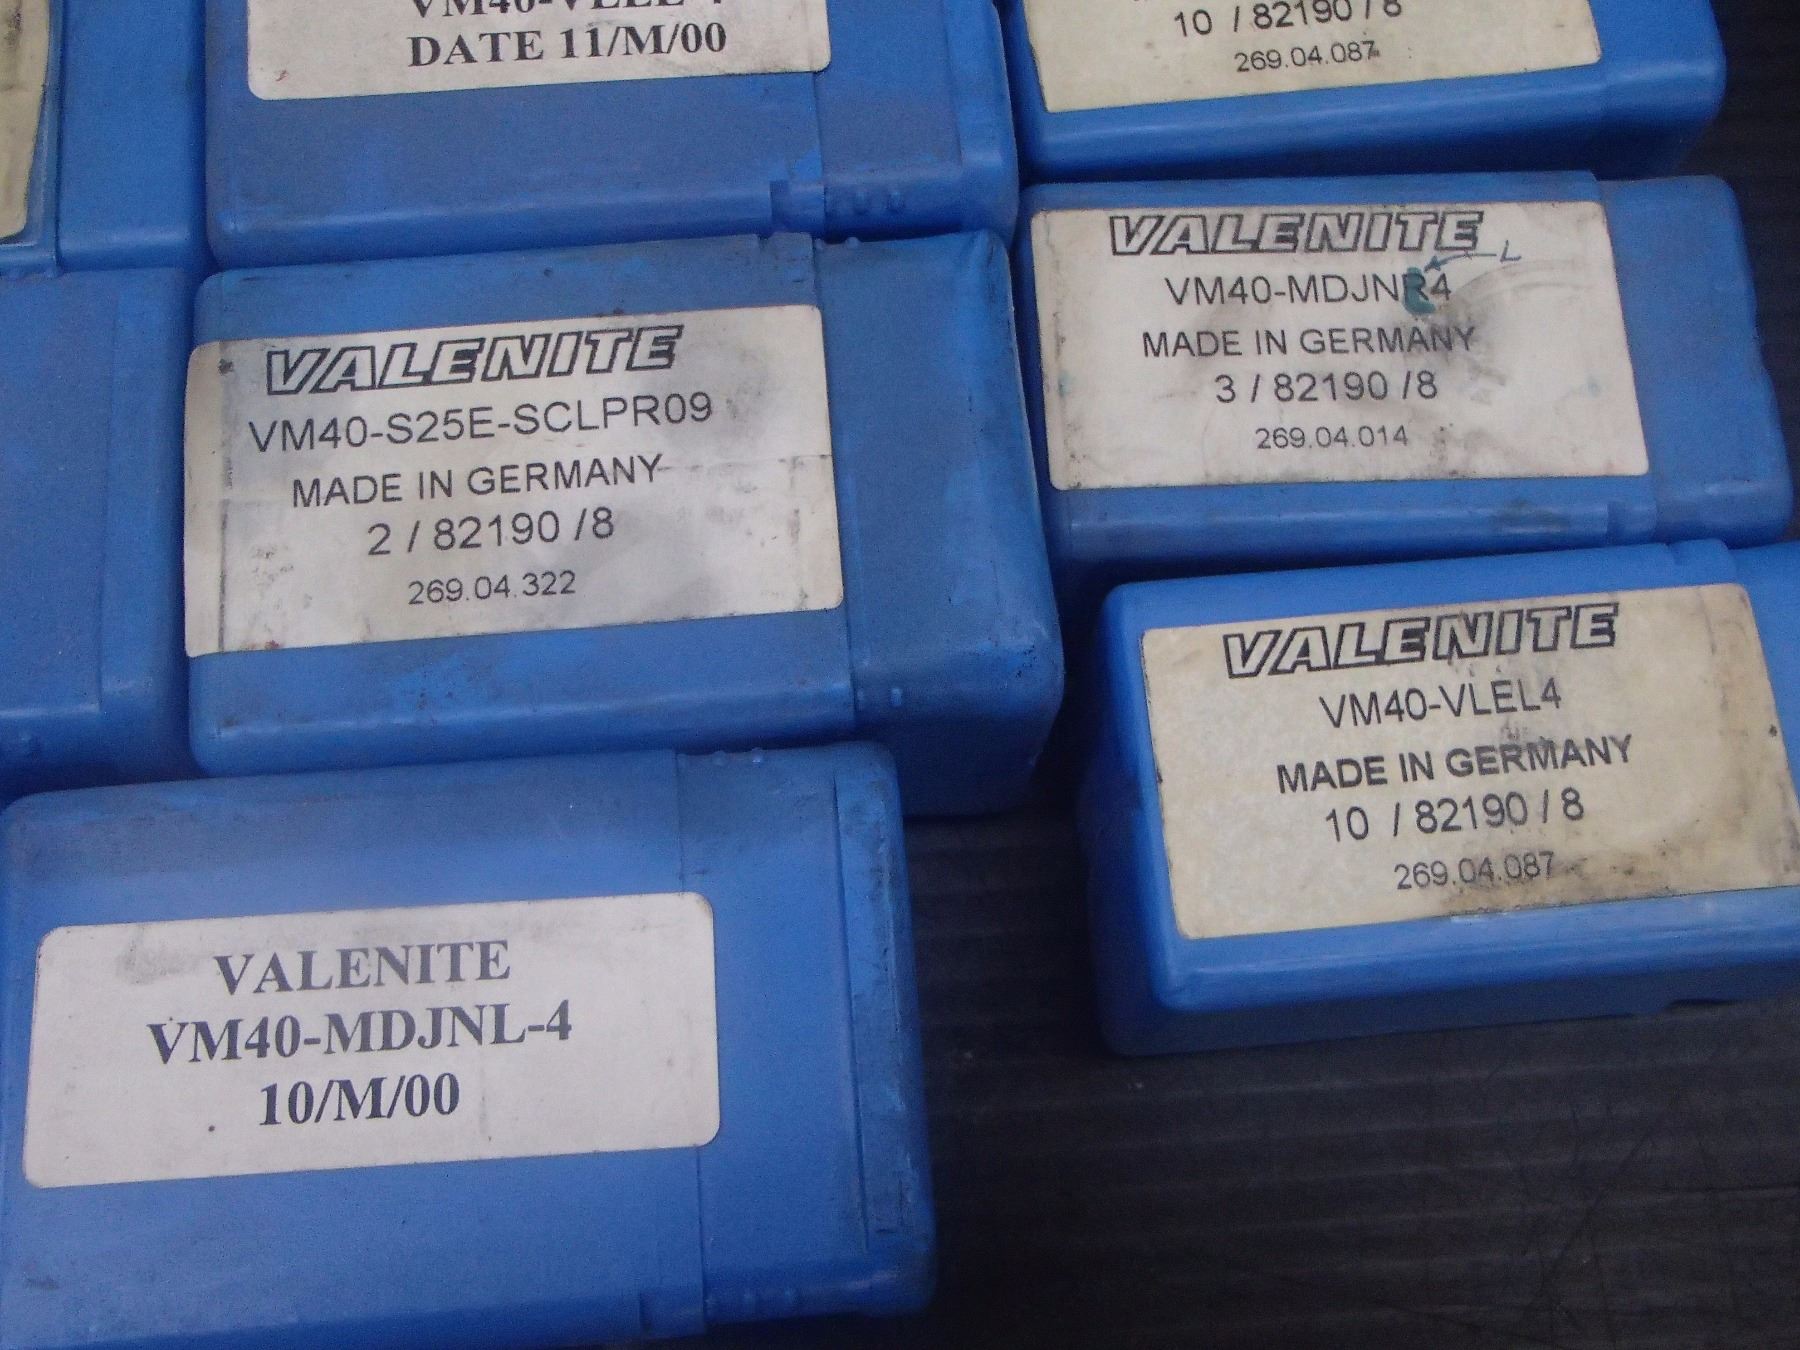 DATE 11/M/00
10 / 82190 / 8
269.04.087
VALENITE
VM40-S25E-SCLPR09
MADE IN GERMANY
2 / 82190 /8
269.04.322
VALENITE
L
VM40-MDJNR4
MADE IN GERMANY
3 / 82190 /8
269.04.014
VALENITE
VM40-VLEL4
MADE IN GERMANY
10 / 82190 / 8
269.04.087
VALENITE
VM40-MDJNL-4
10/M/00